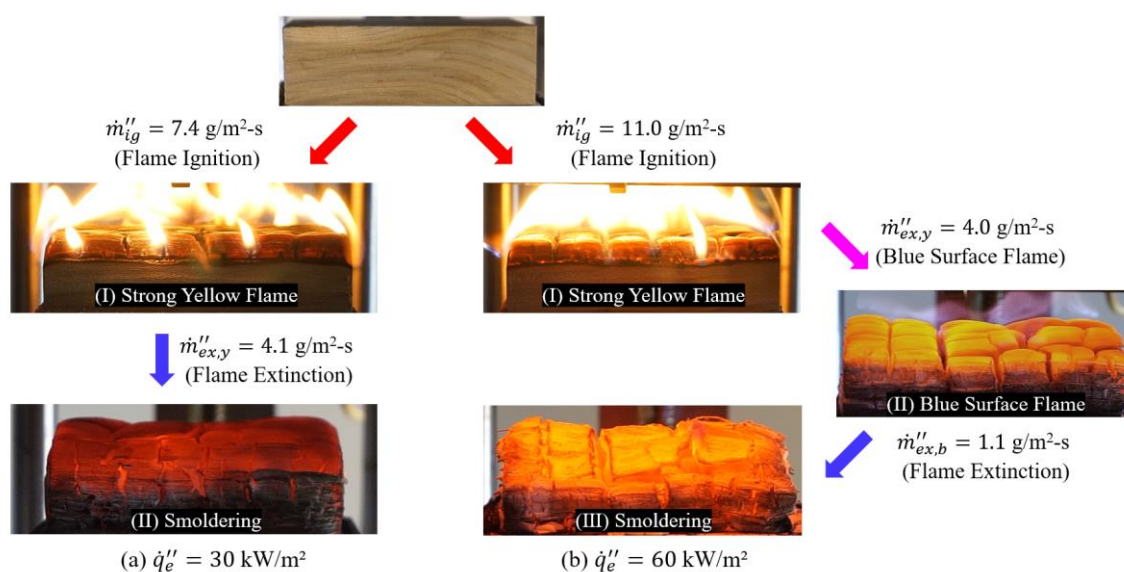 ṁ″ig = 7.4 g/m²-s
(Flame Ignition)
ṁ″ig = 11.0 g/m²-s
(Flame Ignition)
(I) Strong Yellow Flame
(I) Strong Yellow Flame
ṁ″ex,y = 4.0 g/m²-s
(Blue Surface Flame)
ṁ″ex,y = 4.1 g/m²-s
(Flame Extinction)
(II) Blue Surface Flame
ṁ″ex,b = 1.1 g/m²-s
(Flame Extinction)
(II) Smoldering
(III) Smoldering
(a) q̇″e = 30 kW/m²
(b) q̇″e = 60 kW/m²